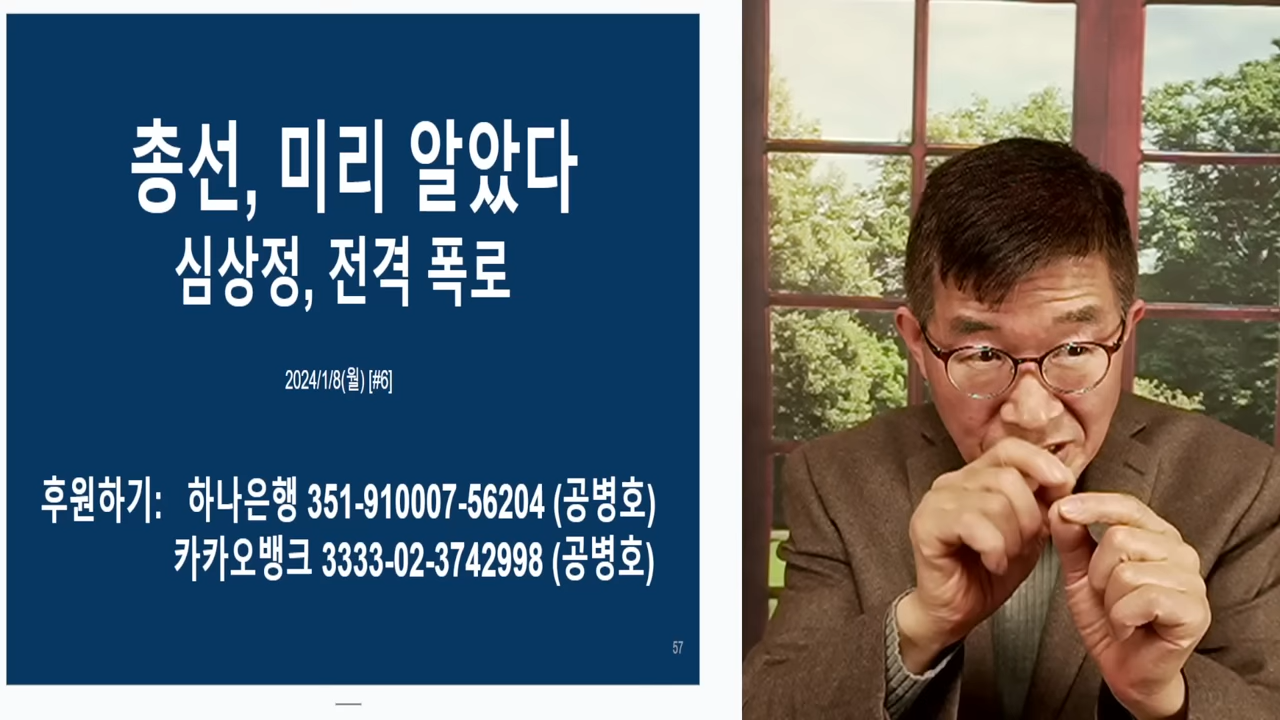 총선, 미리 알았다
심상정, 전격 폭로
2024/1/8(월) [#6]
후원하기: 하나은행 351-910007-56204 (공병호)
카카오뱅크 3333-02-3742998 (공병호)
57